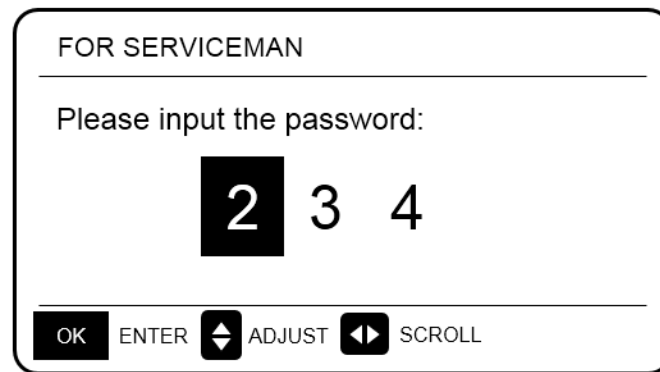 FOR SERVICEMAN
Please input the password:
2 3 4
OK ENTER ADJUST SCROLL